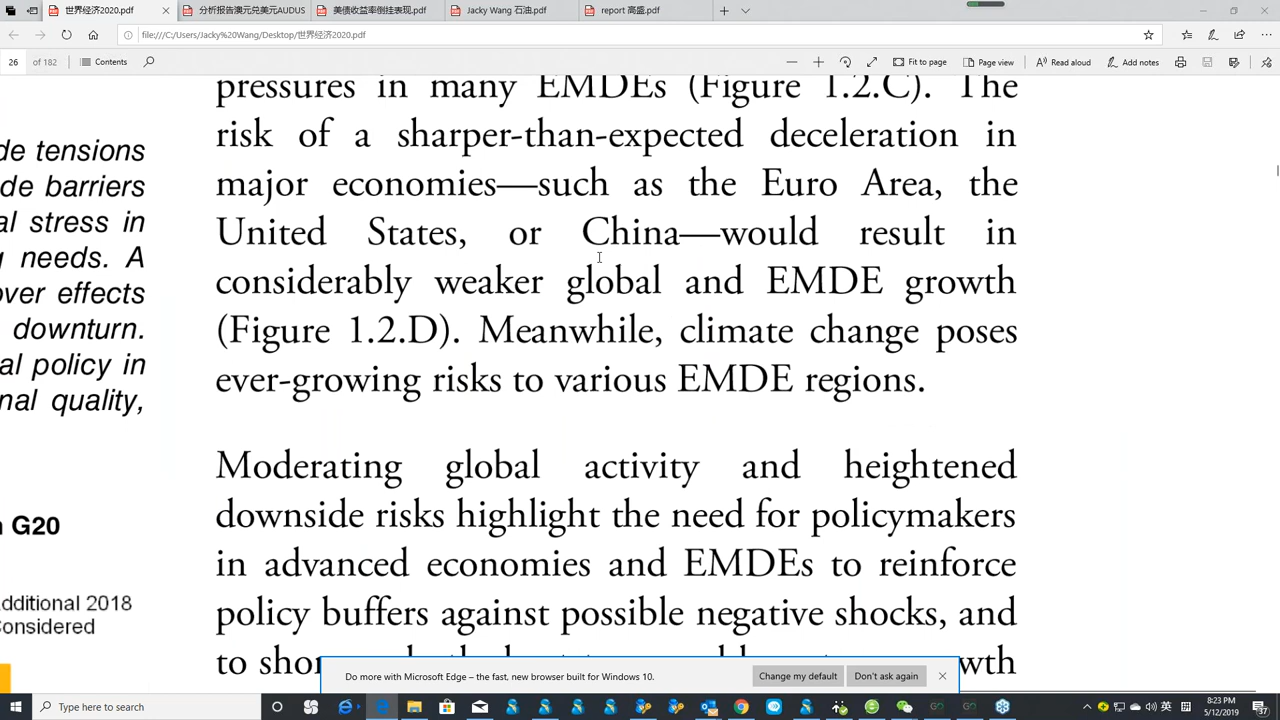 世界经济2020.pdf
分析报告澳元兑美元AUDUS
美债收益率倒挂表现.pdf
Jacky Wang 石油.pdf
report 高盛.pdf
file:///C:/Users/Jacky%20Wang/Desktop/世界经济2020.pdf
26 of 182
Contents
Fit to page
Page view
Read aloud
Add notes
de tensions
de barriers
al stress in
g needs. A
over effects
downturn.
al policy in
nal quality,
n G20
dditional 2018
Considered
pressures in many EMDEs (Figure 1.2.C). The
risk of a sharper-than-expected deceleration in
major economies—such as the Euro Area, the
United States, or China—would result in
considerably weaker global and EMDE growth
(Figure 1.2.D). Meanwhile, climate change poses
ever-growing risks to various EMDE regions.
Moderating global activity and heightened
downside risks highlight the need for policymakers
in advanced economies and EMDEs to reinforce
policy buffers against possible negative shocks, and
to shor
wth
Do more with Microsoft Edge – the fast, new browser built for Windows 10.
Change my default
Don't ask again
Type here to search
英
拼
8:23 PM
5/12/2019